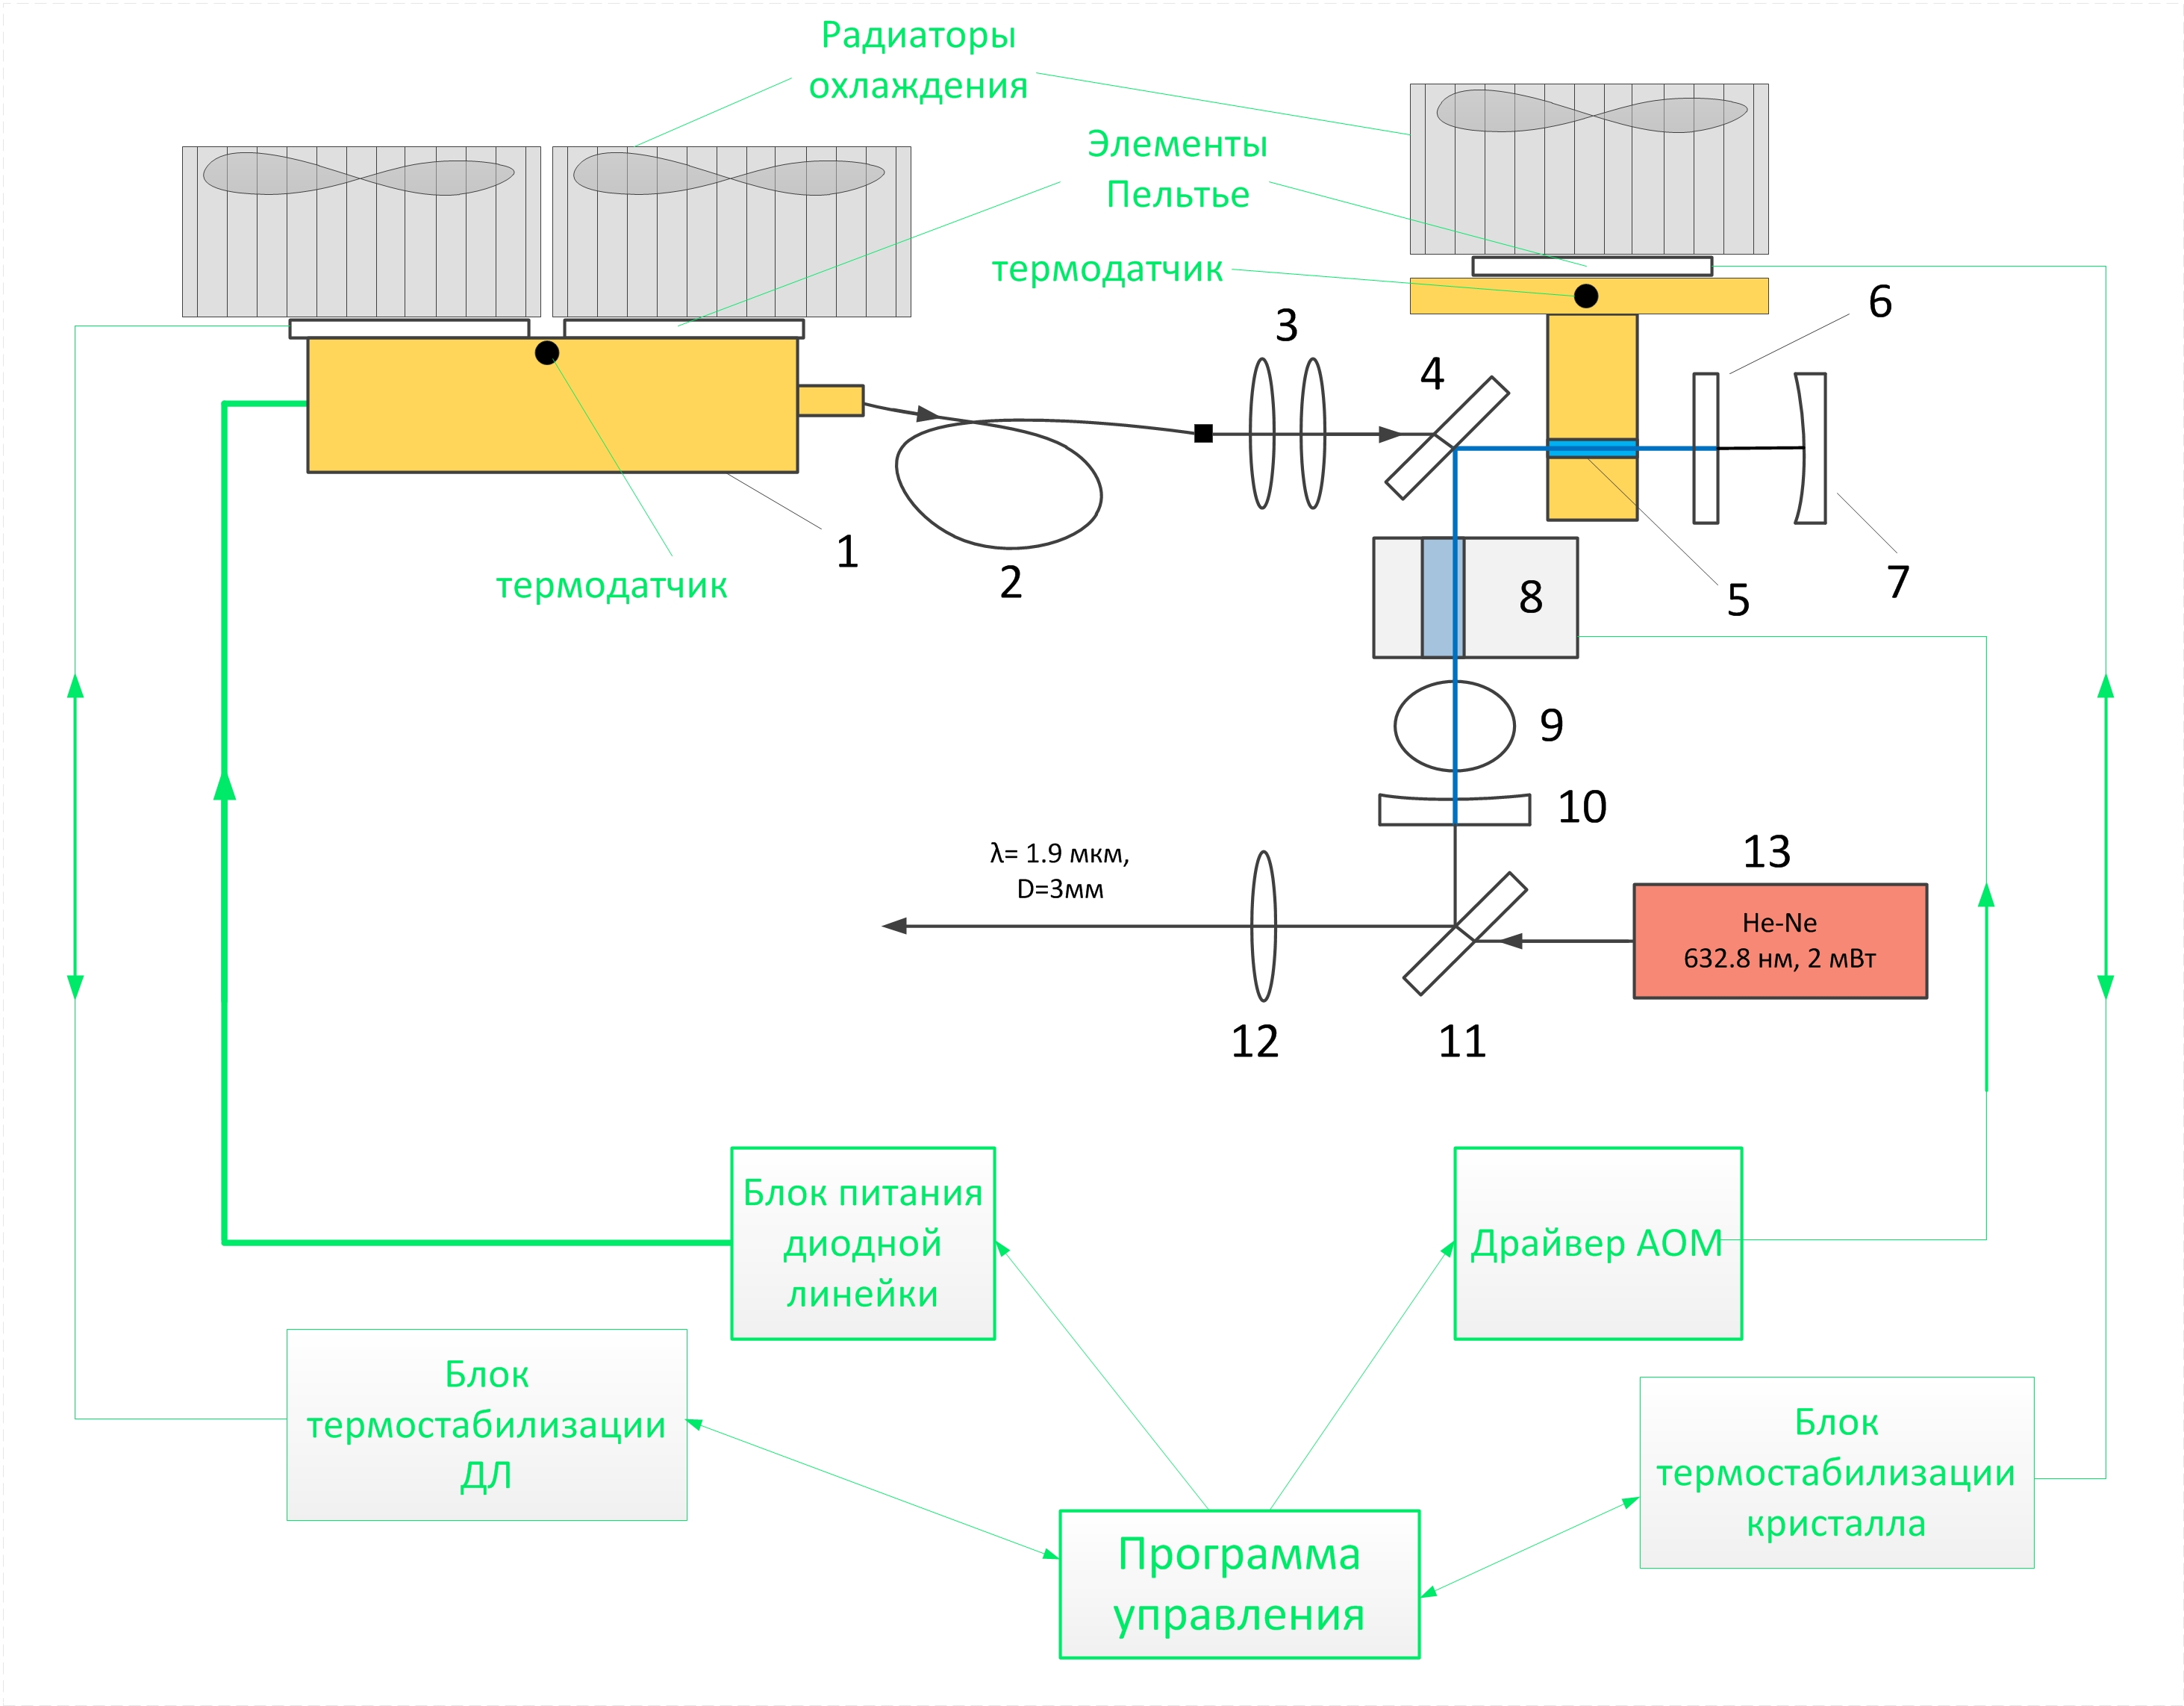 Радиаторы
охлаждения
Элементы
Пельтье
термодатчик
6
3
4
1
2
термодатчик
5
7
8
9
10
λ= 1.9 мкм,
D=3мм
13
He-Ne
632.8 нм, 2 мВт
12
11
Блок питания
диодной
линейки
Драйвер АОМ
Блок
термостабилизации
ДЛ
Блок
термостабилизации
кристалла
Программа
управления